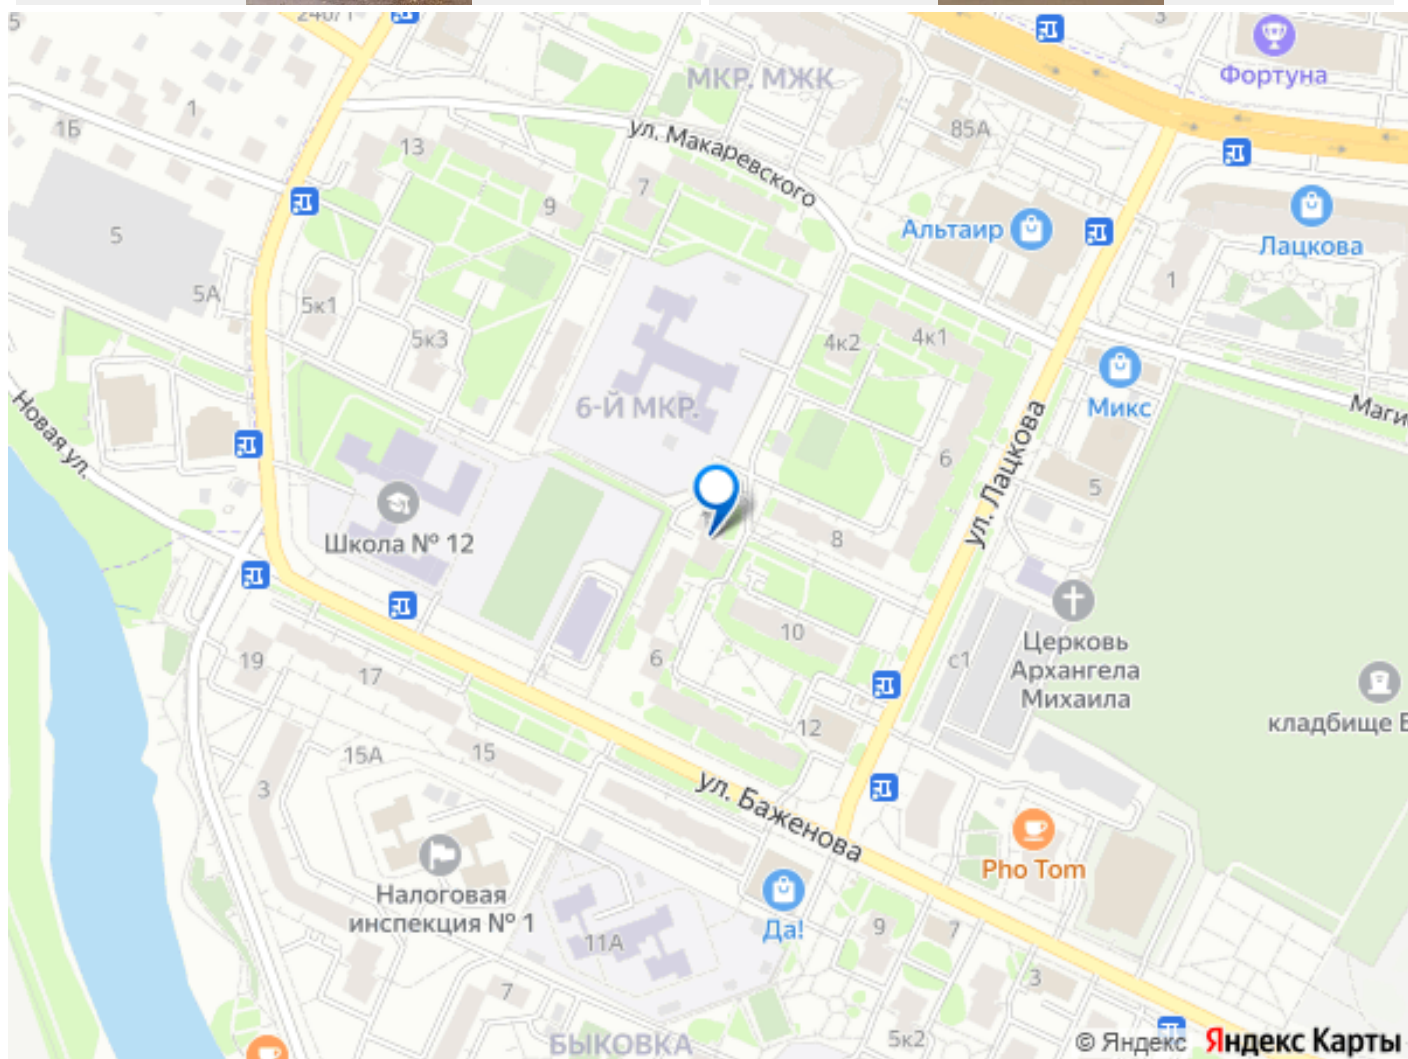 5
240/1
3
Фортуна
МКР. МЖК
1
1Б
85А
13
ул. Макаревского
7
9
5
Альтаир
Лацкова
5А
5к1
1
5к3
4к2
4к1
6-Й МКР.
Микс
Маги
Новая ул.
6
ул. Лацкова
5
Школа № 12
8
Церковь
Архангела
Михаила
10
с1
19
17
6
кладбище Б
12
15А
15
3
ул. Баженова
Pho Tom
Налоговая
инспекция № 1
Да!
11А
9
7
3
7
5к2
БЫКОВКА
© Яндекс Яндекс Карты